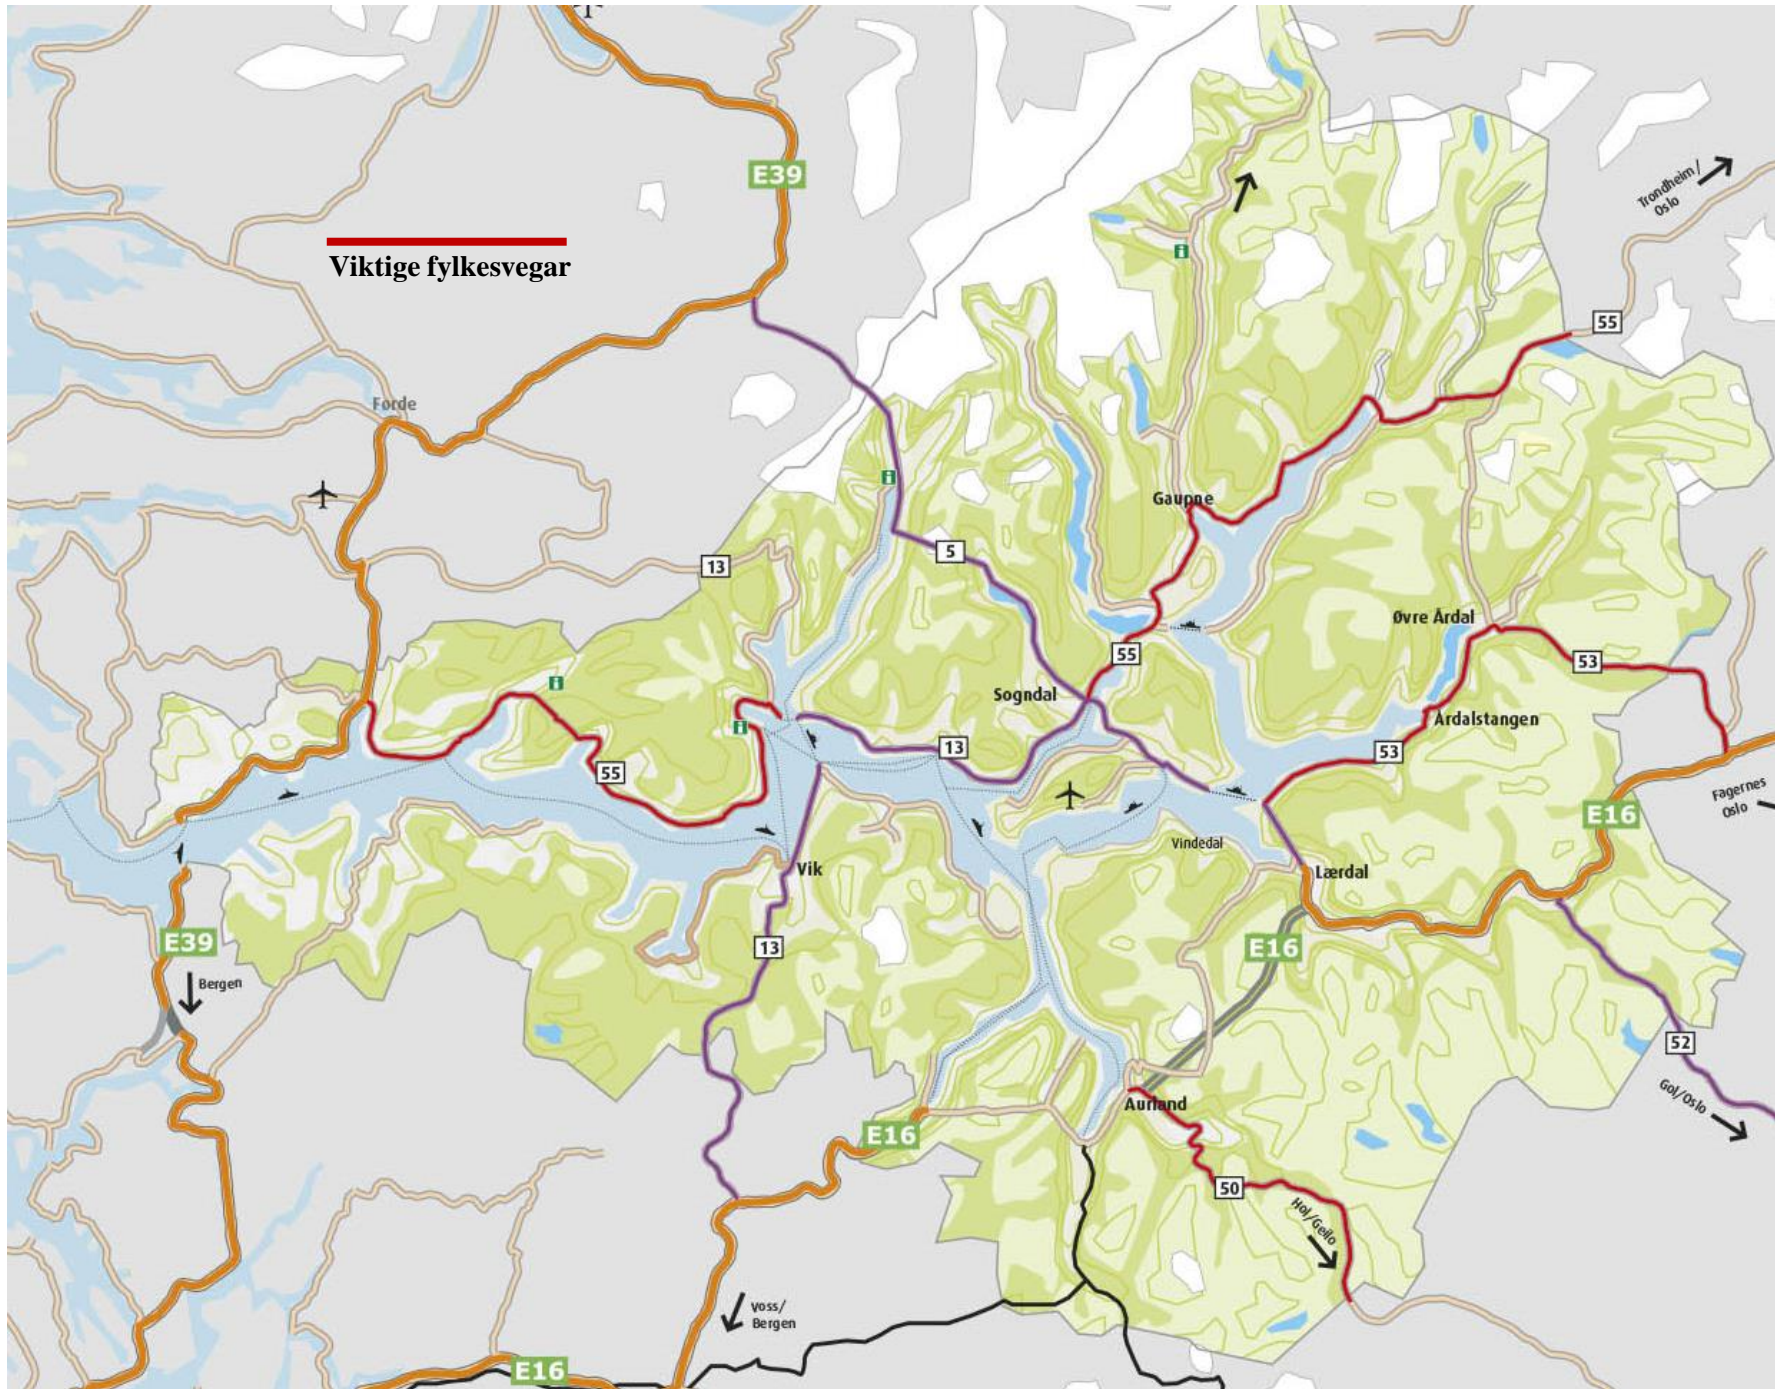 E39
Trondheim/
Oslo
Viktige fylkesvegar
55
Førde
Gaupne
5
13
Øvre Årdal
55
53
Sogndal
Årdalstangen
13
53
55
Fagernes
Oslo
E16
Vindedal
Vik
Lærdal
E39
13
E16
Bergen
52
Gol/Oslo
Aurland
E16
50
Hol/Geilo
Voss/
Bergen
E16